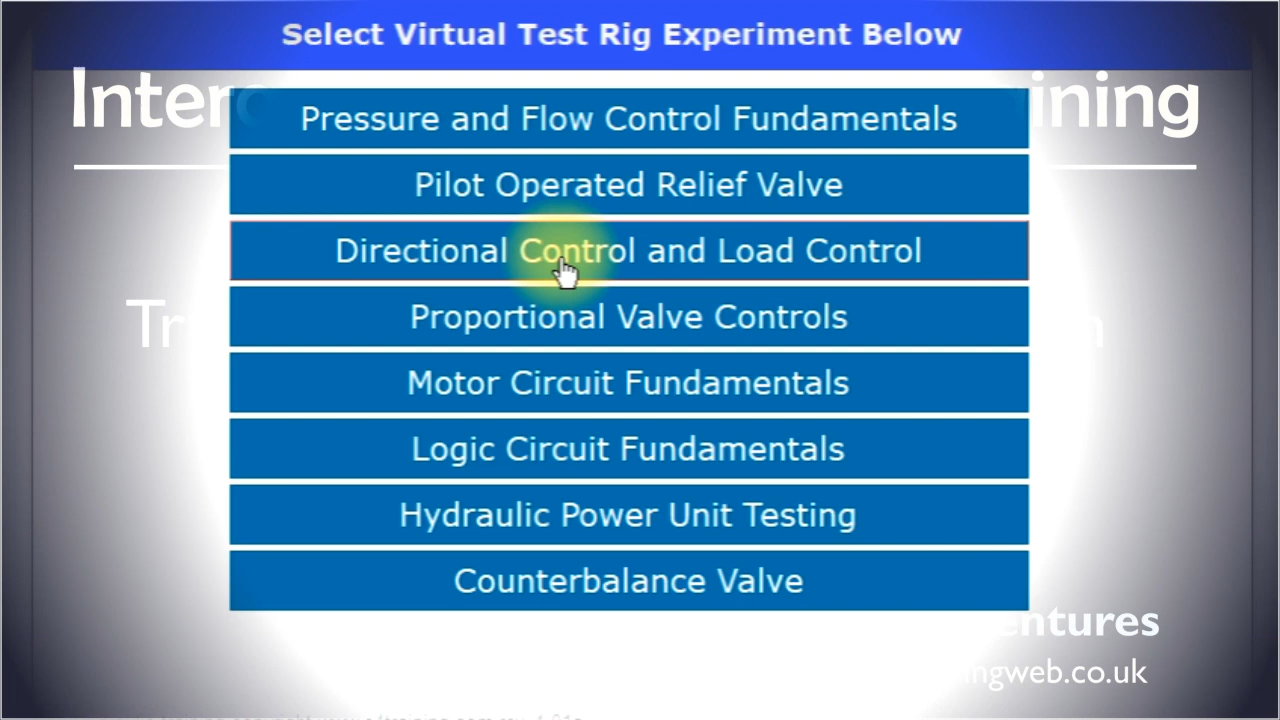 Select Virtual Test Rig Experiment Below
Pressure and Flow Control Fundamentals
Pilot Operated Relief Valve
Directional Control and Load Control
Proportional Valve Controls
Motor Circuit Fundamentals
Logic Circuit Fundamentals
Hydraulic Power Unit Testing
Counterbalance Valve